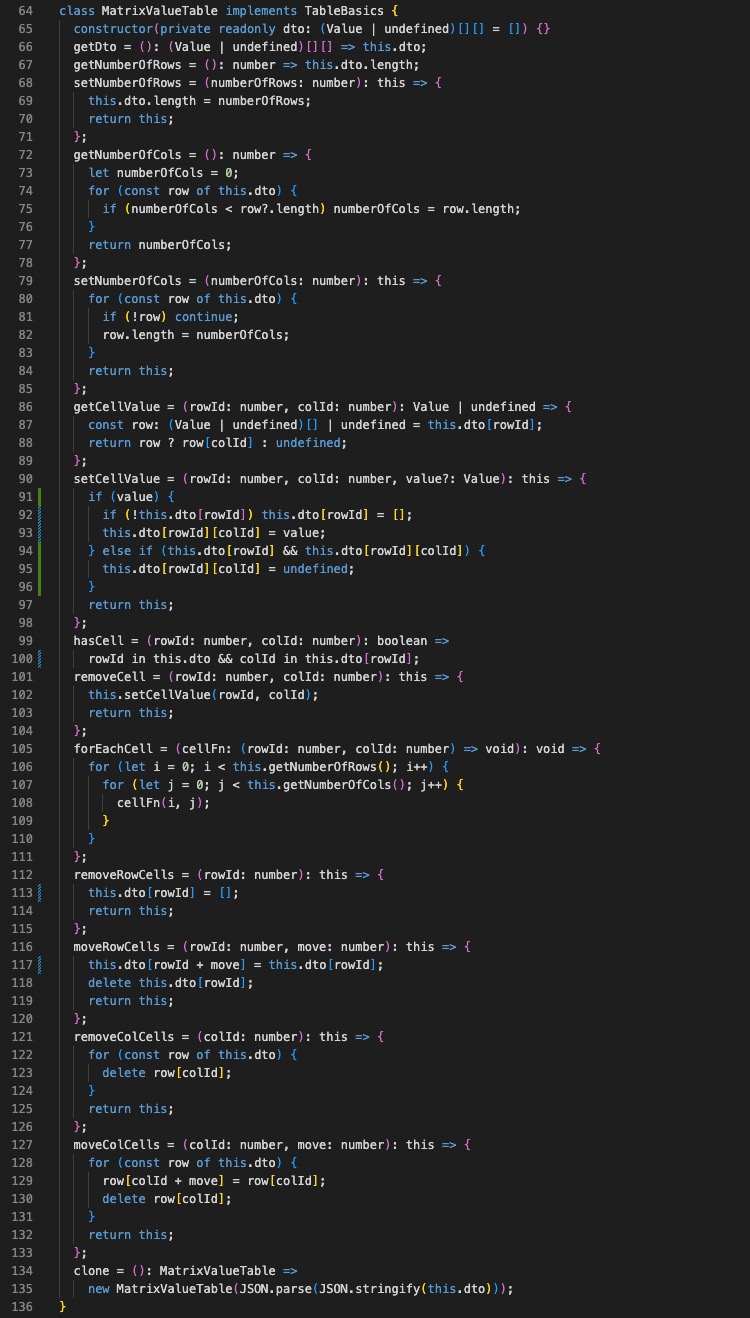 64 class MatrixValueTable implements TableBasics {
65 constructor(private readonly dto: (Value | undefined)[][] = []) {}
66 getDto = (): (Value | undefined)[][] => this.dto;
67 getNumberOfRows = (): number => this.dto.length;
68 setNumberOfRows = (numberOfRows: number): this => {
69 this.dto.length = numberOfRows;
70 return this;
71 };
72 getNumberOfCols = (): number => {
73 let numberOfCols = 0;
74 for (const row of this.dto) {
75 if (numberOfCols < row?.length) numberOfCols = row.length;
76 }
77 return numberOfCols;
78 };
79 setNumberOfCols = (numberOfCols: number): this => {
80 for (const row of this.dto) {
81 if (!row) continue;
82 row.length = numberOfCols;
83 }
84 return this;
85 };
86 getCellValue = (rowId: number, colId: number): Value | undefined => {
87 const row: (Value | undefined)[] | undefined = this.dto[rowId];
88 return row ? row[colId] : undefined;
89 };
90 setCellValue = (rowId: number, colId: number, value?: Value): this => {
91 if (value) {
92 if (!this.dto[rowId]) this.dto[rowId] = [];
93 this.dto[rowId][colId] = value;
94 } else if (this.dto[rowId] && this.dto[rowId][colId]) {
95 this.dto[rowId][colId] = undefined;
96 }
97 return this;
98 };
99 hasCell = (rowId: number, colId: number): boolean =>
100 rowId in this.dto && colId in this.dto[rowId];
101 removeCell = (rowId: number, colId: number): this => {
102 this.setCellValue(rowId, colId);
103 return this;
104 };
105 forEachCell = (cellFn: (rowId: number, colId: number) => void): void => {
106 for (let i = 0; i < this.getNumberOfRows(); i++) {
107 for (let j = 0; j < this.getNumberOfCols(); j++) {
108 cellFn(i, j);
109 }
110 }
111 };
112 removeRowCells = (rowId: number): this => {
113 this.dto[rowId] = [];
114 return this;
115 };
116 moveRowCells = (rowId: number, move: number): this => {
117 this.dto[rowId + move] = this.dto[rowId];
118 delete this.dto[rowId];
119 return this;
120 };
121 removeColCells = (colId: number): this => {
122 for (const row of this.dto) {
123 delete row[colId];
124 }
125 return this;
126 };
127 moveColCells = (colId: number, move: number): this => {
128 for (const row of this.dto) {
129 row[colId + move] = row[colId];
130 delete row[colId];
131 }
132 return this;
133 };
134 clone = (): MatrixValueTable =>
135 new MatrixValueTable(JSON.parse(JSON.stringify(this.dto)));
136 }